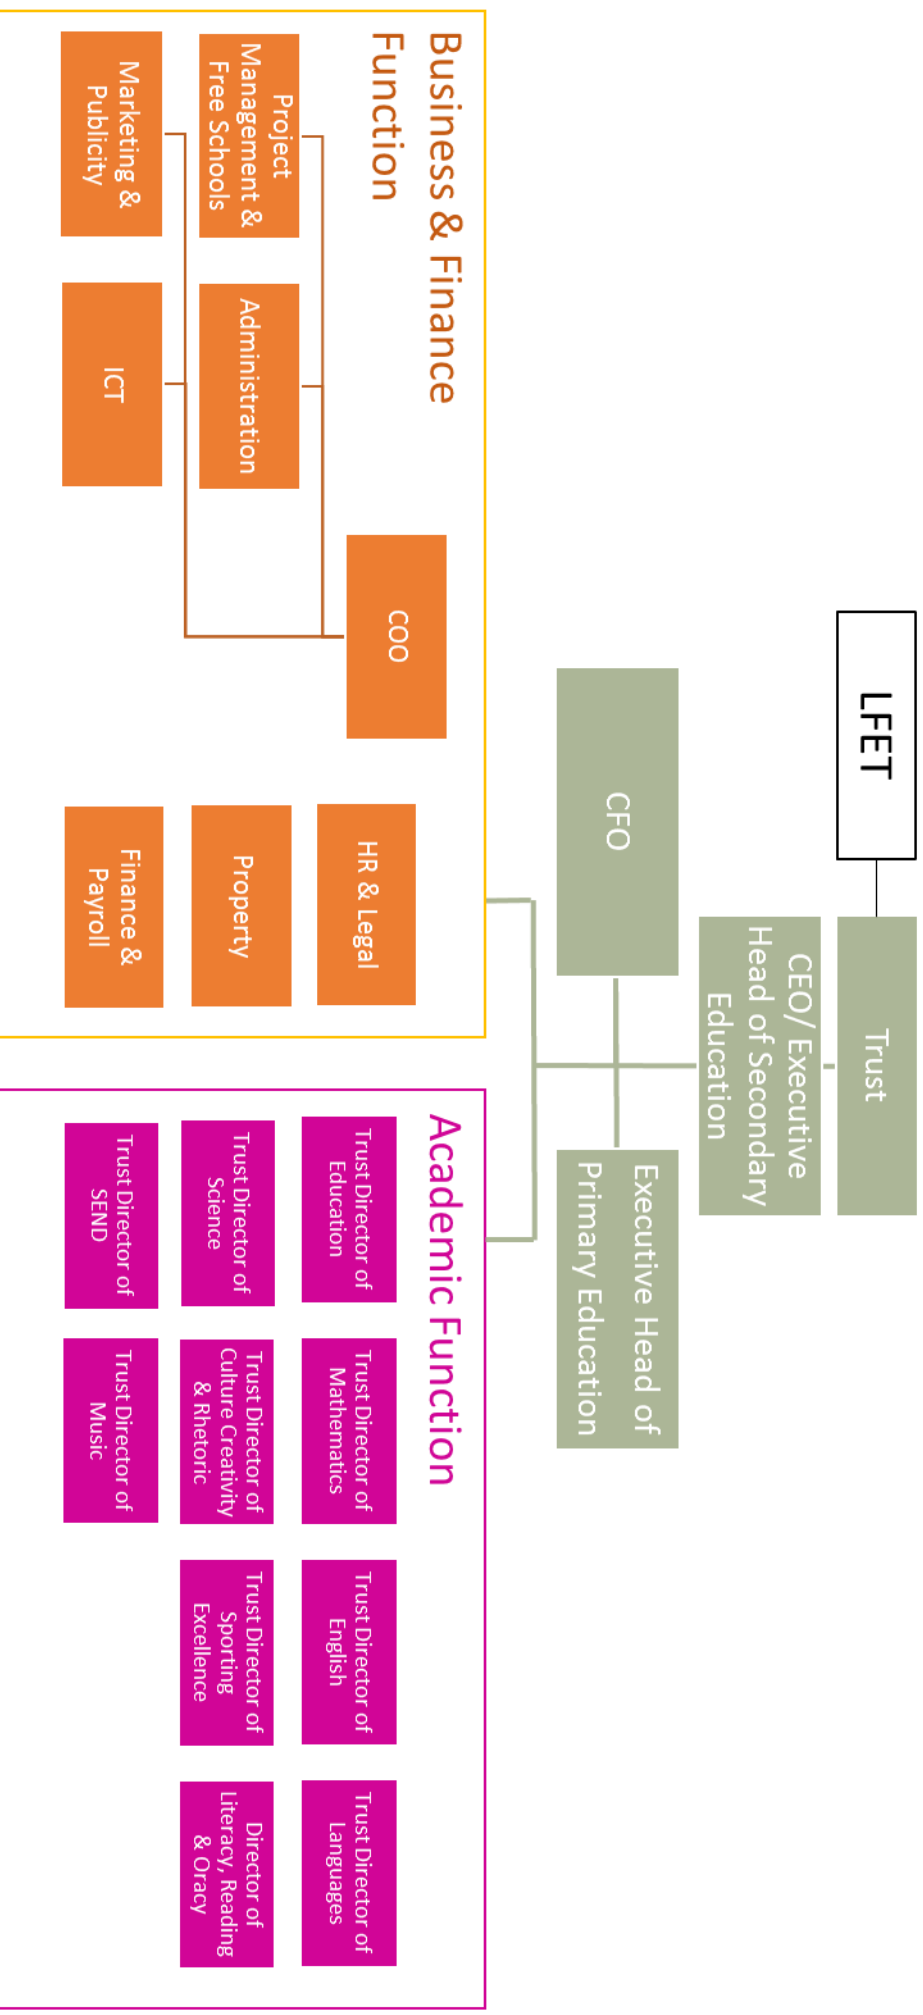 LFET
Trust
CEO/ Executive
Head of Secondary
Education
CFO
Executive Head of
Primary Education
Business & Finance
Function
COO
HR & Legal
Project
Management &
Free Schools
Administration
Property
Marketing &
Publicity
ICT
Finance &
Payroll
Academic Function
Trust Director of
Education
Trust Director of
Mathematics
Trust Director of
English
Trust Director of
Languages
Trust Director of
Science
Trust Director of
Culture Creativity
& Rhetoric
Trust Director of
Sporting
Excellence
Director of
Literacy, Reading
& Oracy
Trust Director of
SEND
Trust Director of
Music